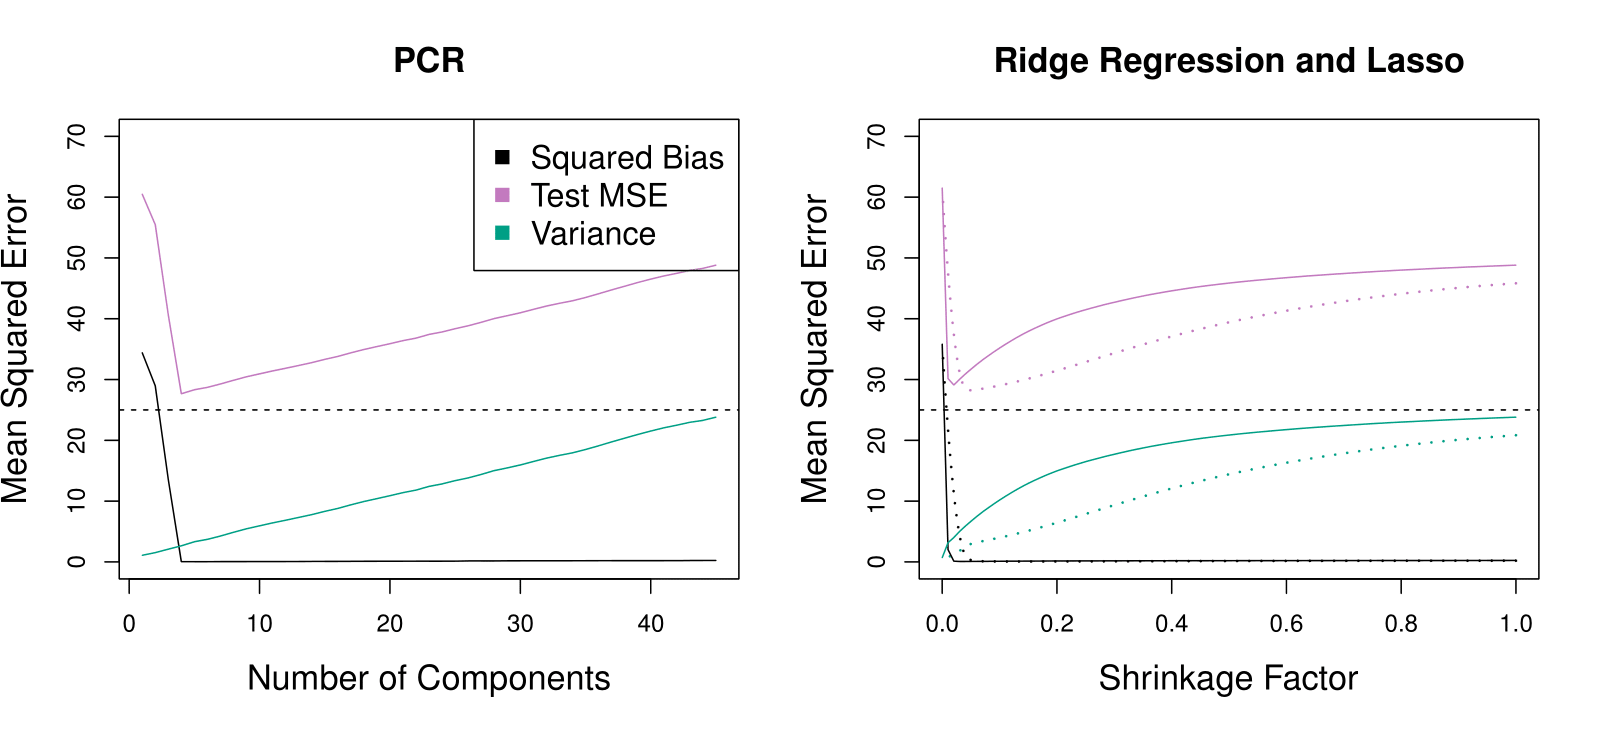 PCR
Mean Squared Error
70
60
50
40
30
20
10
0
Squared Bias
Test MSE
Variance
0 10 20 30 40
Number of Components
Ridge Regression and Lasso
Mean Squared Error
70
60
50
40
30
20
10
0
0.0 0.2 0.4 0.6 0.8 1.0
Shrinkage Factor